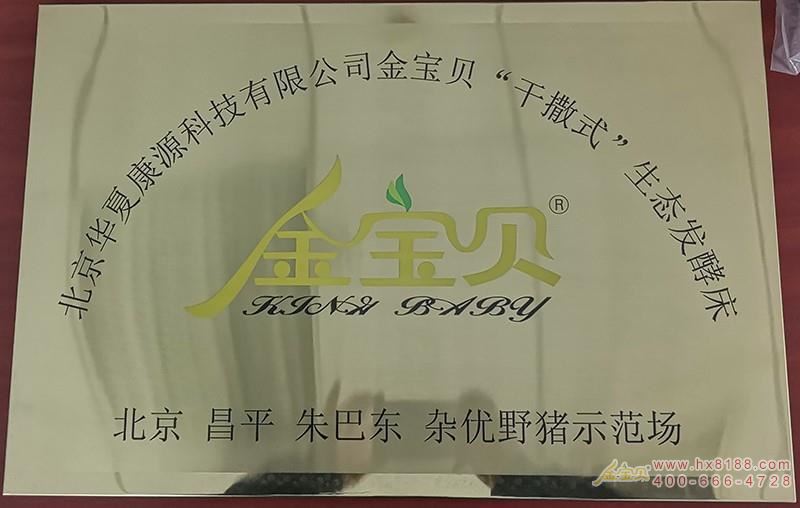 北京华夏康源科技有限公司金宝贝“干撒式”生态发酵床
金宝贝®
KING BABY
北京 昌平 朱巴东 杂优野猪示范场
金宝贝 www.hx8188.com
400-666-4728